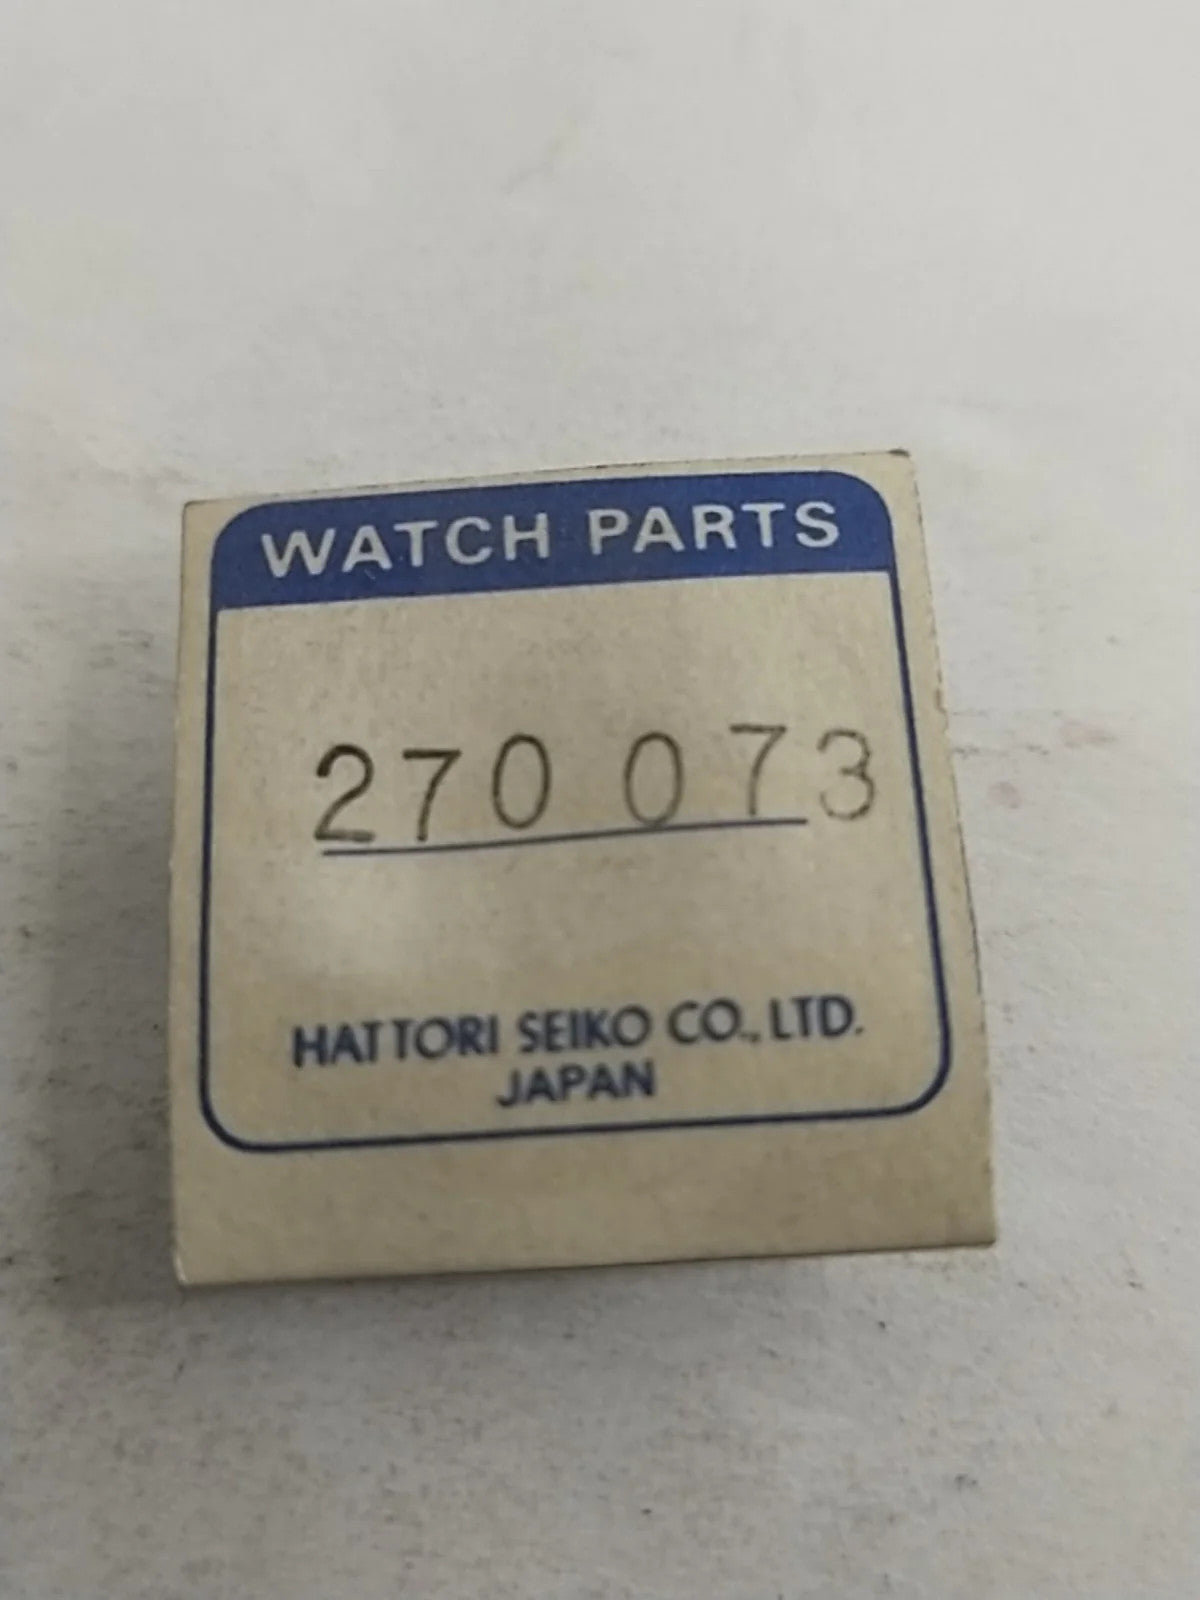 WATCH PARTS
270 073
HATTORI SEIKO CO., LTD.
JAPAN